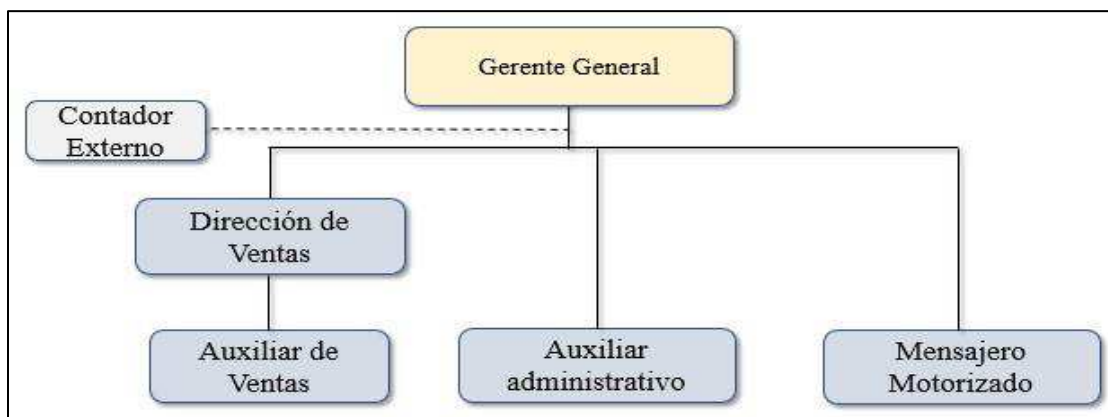 Gerente General
Contador
Externo
Dirección de
Ventas
Auxiliar de
Ventas
Auxiliar
administrativo
Mensajero
Motorizado